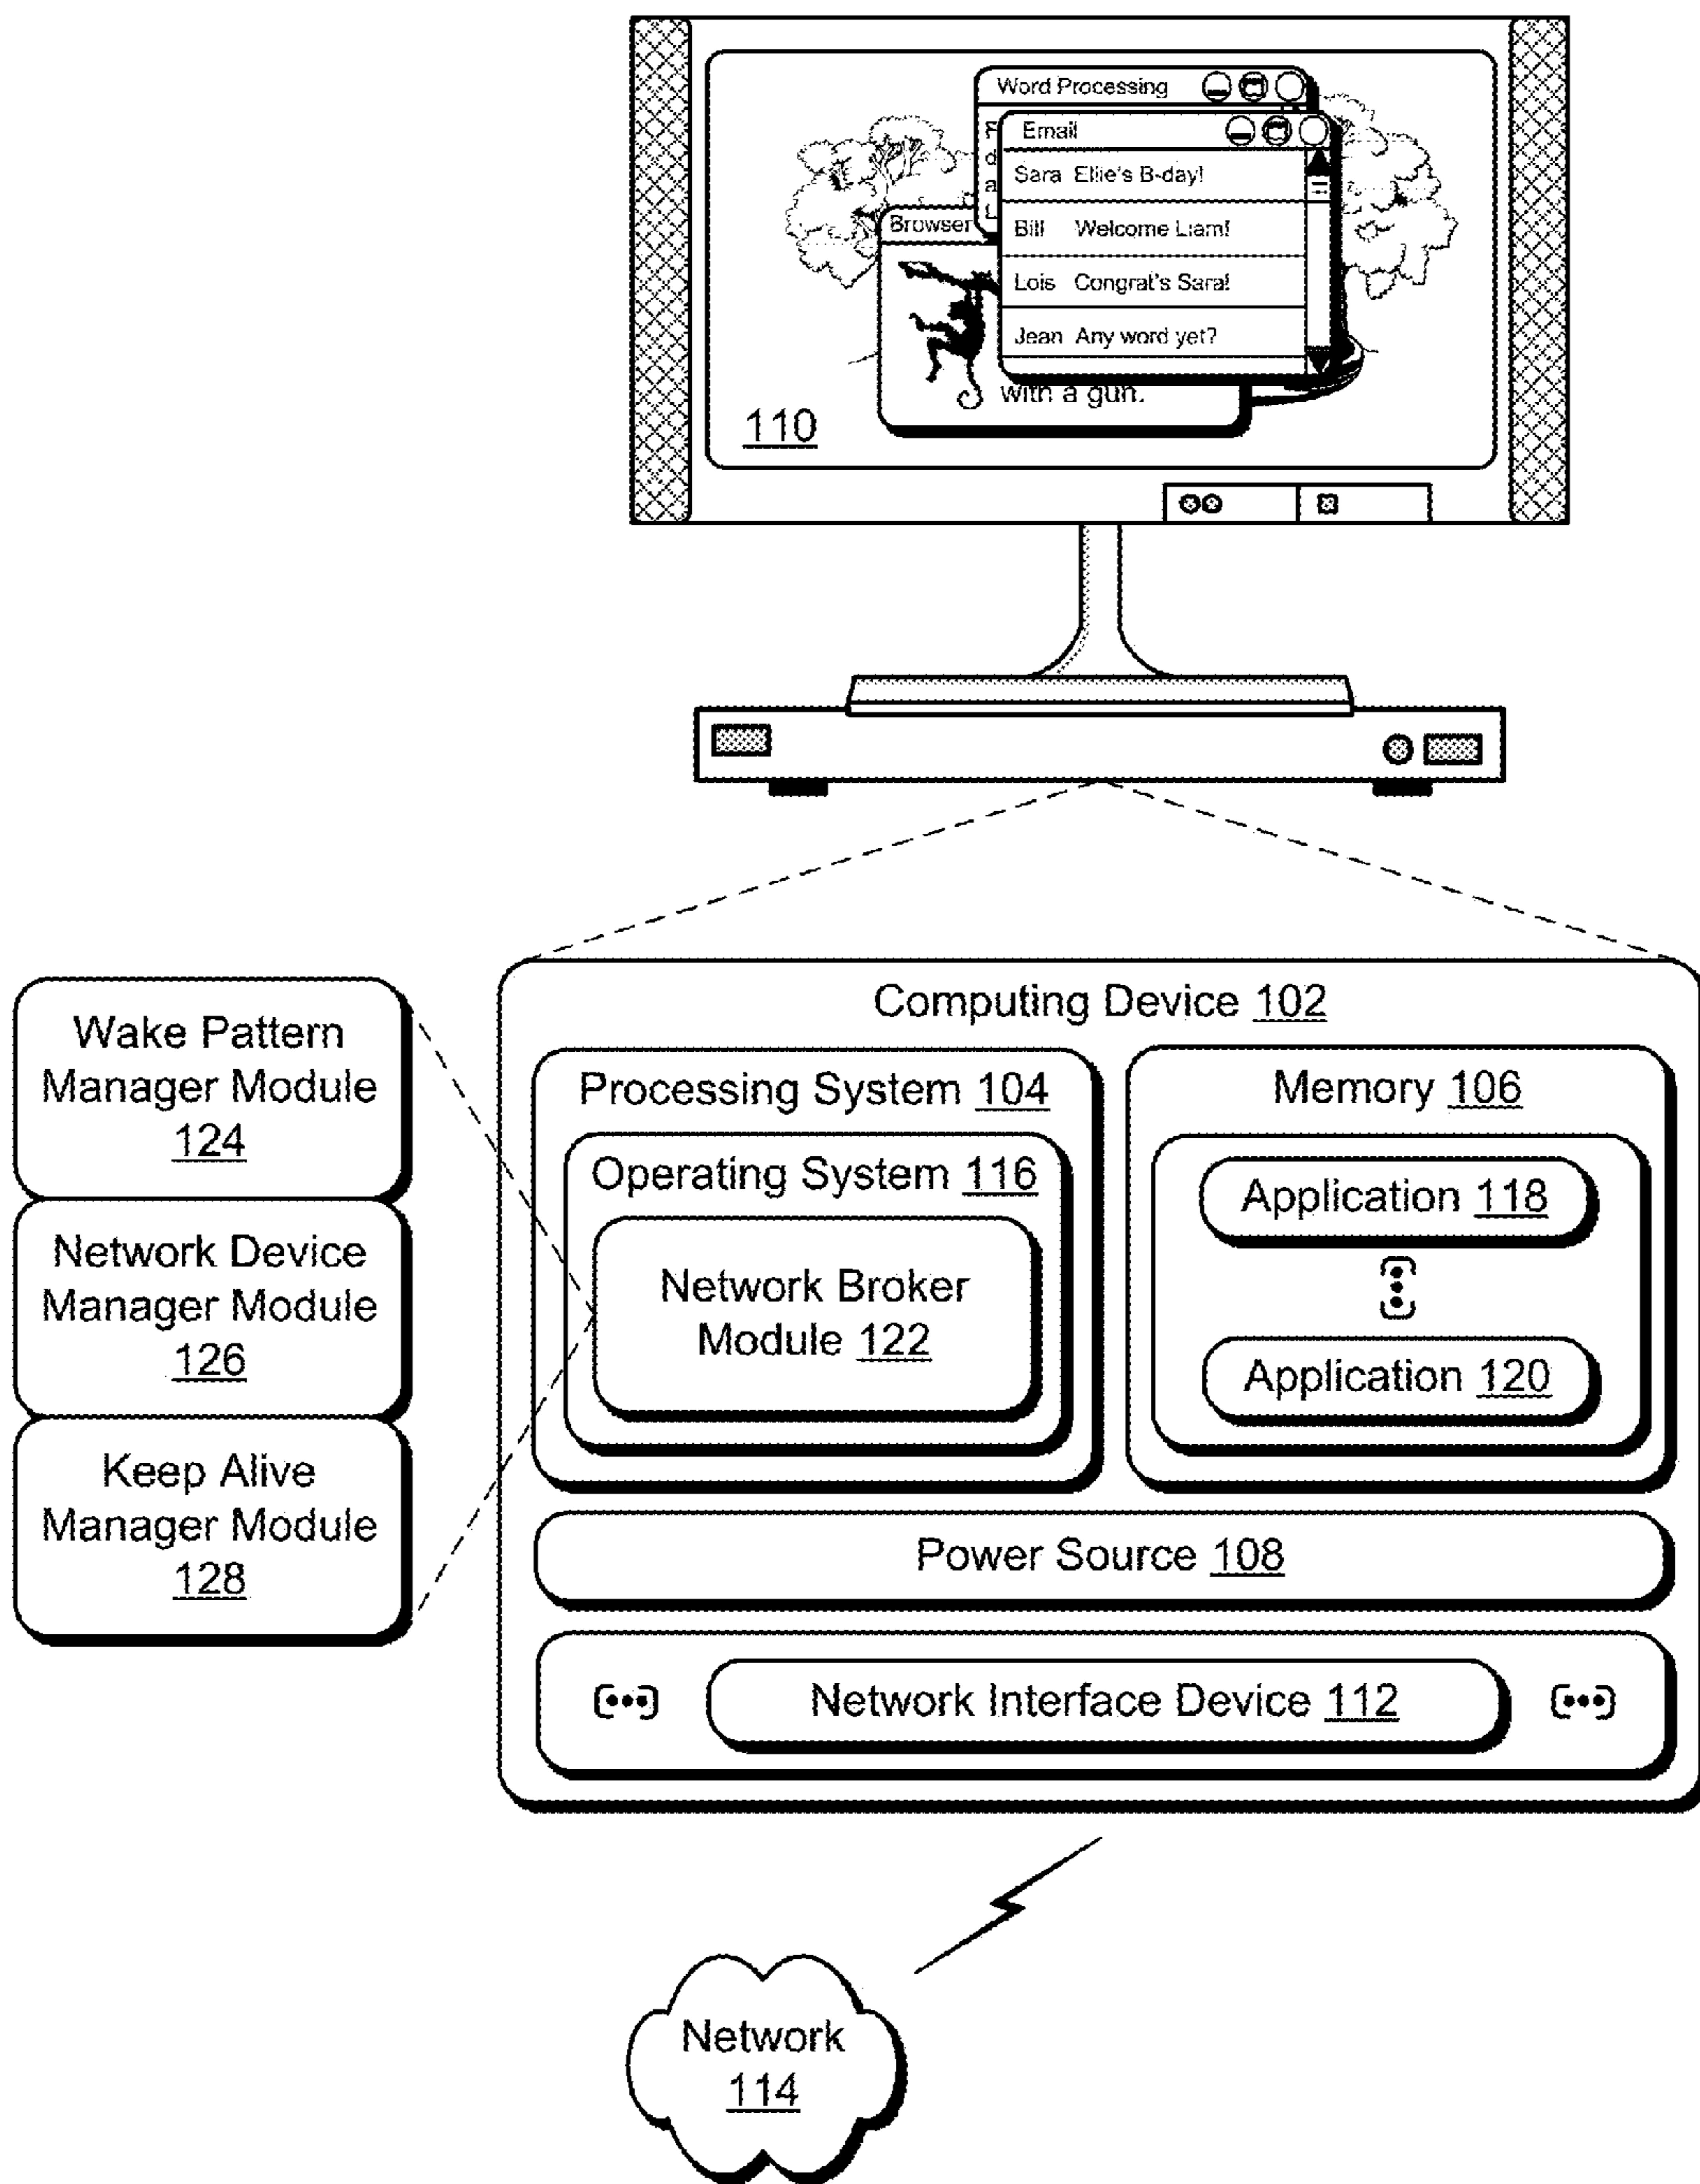 Word Processing
F
d
a
L
Email
Sara Ellie's B-day!
Bill Welcome Liam!
Lois Congrat's Sara!
Jean Any word yet?
Browser
with a gun.
110
Computing Device 102
Processing System 104
Operating System 116
Network Broker
Module 122
Memory 106
Application 118
Application 120
Wake Pattern
Manager Module
124
Network Device
Manager Module
126
Keep Alive
Manager Module
128
Power Source 108
Network Interface Device 112
Network
114